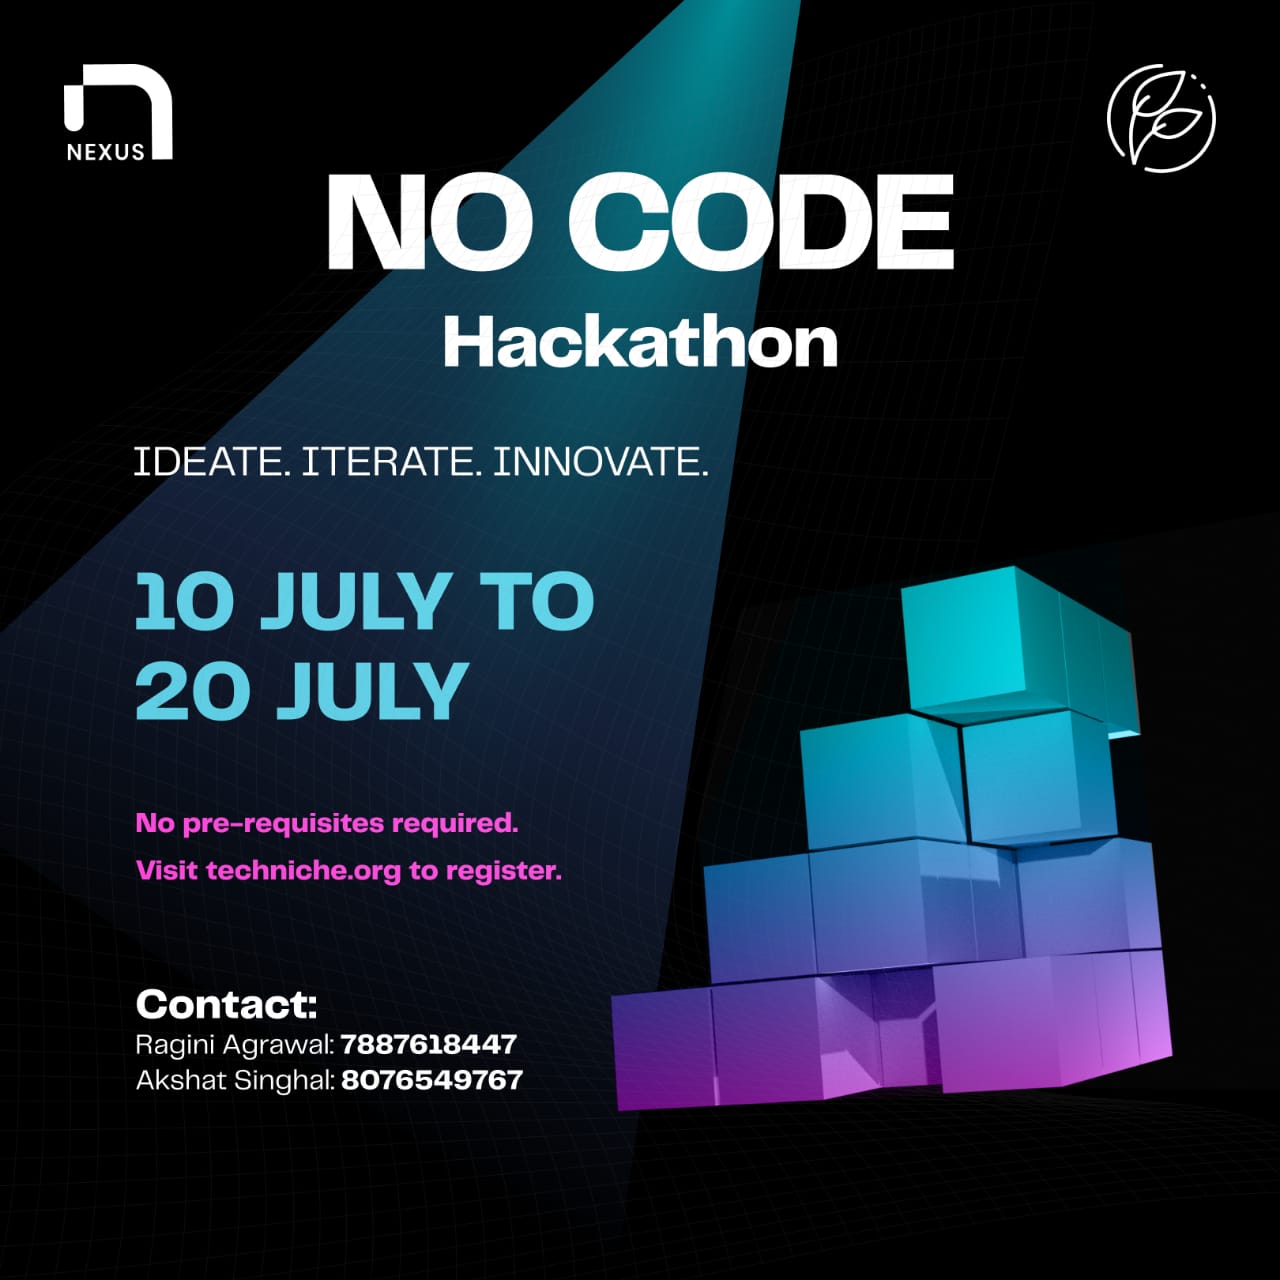 NEXUS
NO CODE
Hackathon
IDEATE. ITERATE. INNOVATE.
10 JULY TO
20 JULY
No pre-requisites required.
Visit techniche.org to register.
Contact:
Ragini Agrawal: 7887618447
Akshat Singhal: 8076549767